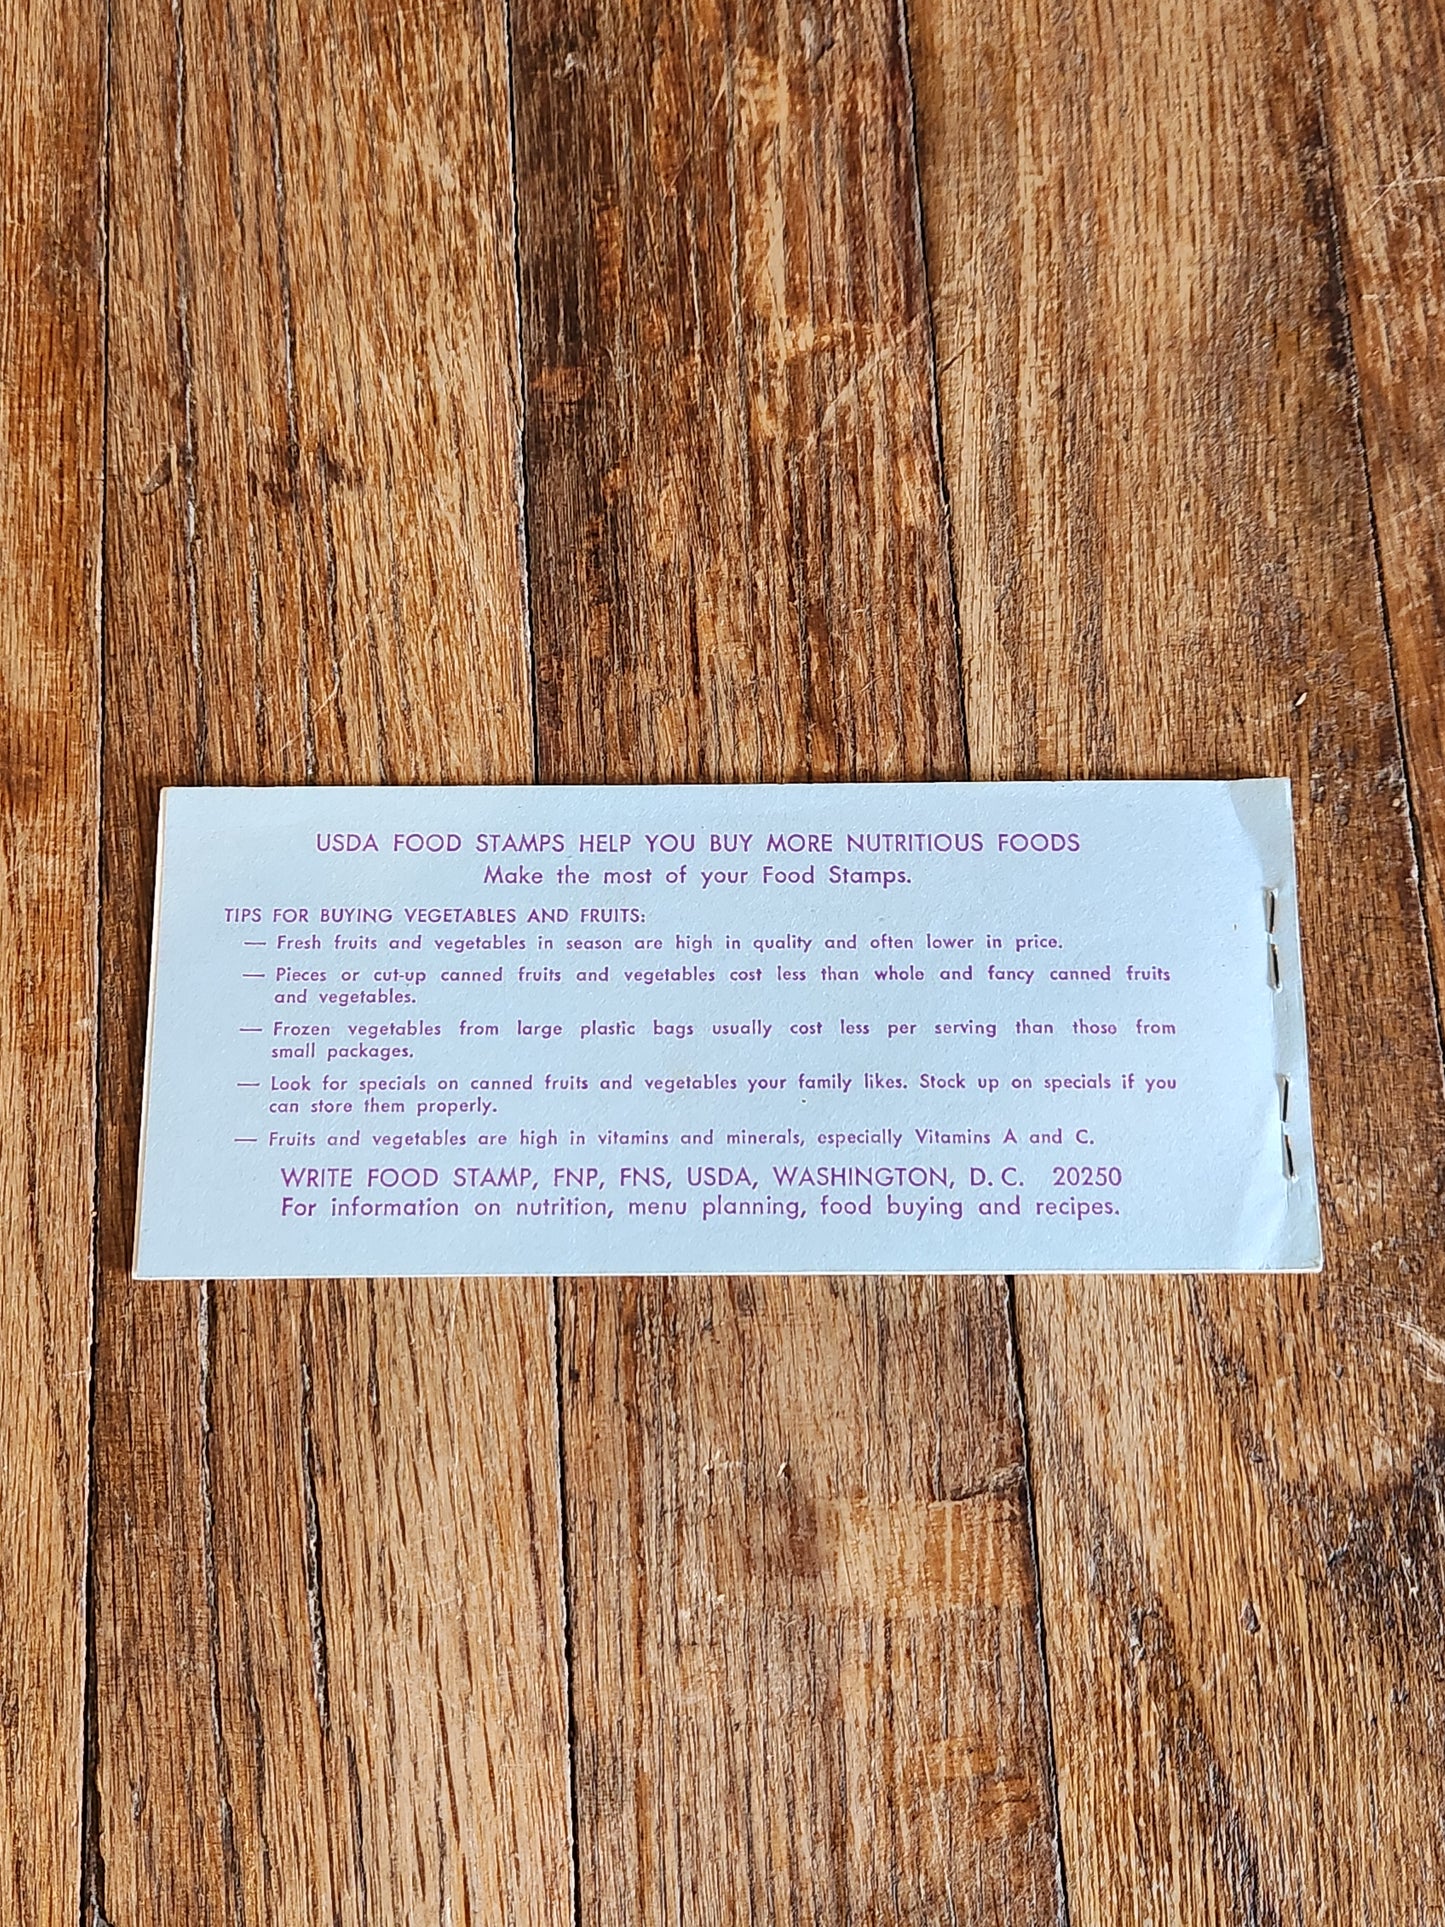 USDA FOOD STAMPS HELP YOU BUY MORE NUTRITIOUS FOODS
Make the most of your Food Stamps.
TIPS FOR BUYING VEGETABLES AND FRUITS:
— Fresh fruits and vegetables in season are high in quality and often lower in price.
— Pieces or cut-up canned fruits and vegetables cost less than whole and fancy canned fruits
and vegetables.
— Frozen vegetables from large plastic bags usually cost less per serving than those from
small packages.
— Look for specials on canned fruits and vegetables your family likes. Stock up on specials if you
can store them properly.
— Fruits and vegetables are high in vitamins and minerals, especially Vitamins A and C.
WRITE FOOD STAMP, FNP, FNS, USDA, WASHINGTON, D. C. 20250
For information on nutrition, menu planning, food buying and recipes.